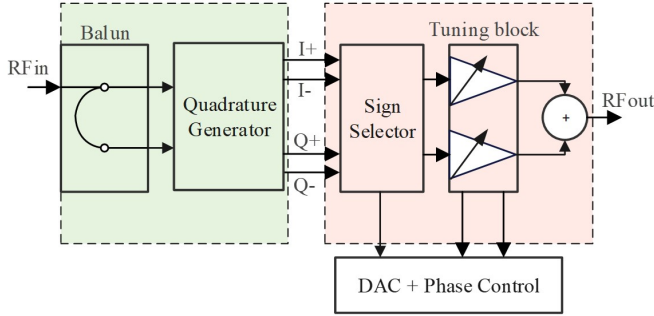 Balun
Tuning block
RFin
I+
I-
Quadrature
Generator
Sign
Selector
+
RFout
Q+
Q-
DAC + Phase Control